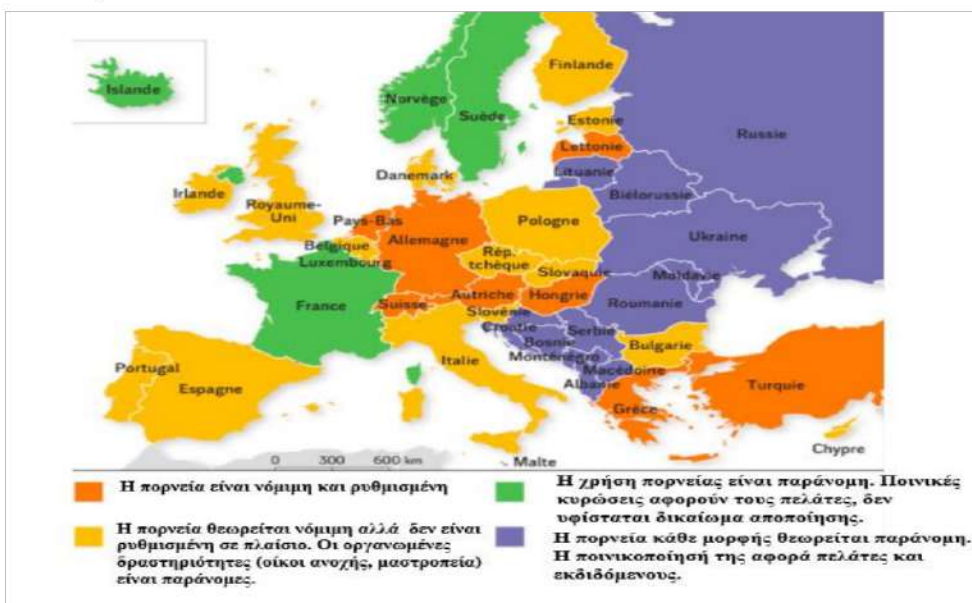 Islande
Finlande
Norvège
Suède
Russie
Estonie
Lettonie
Lituanie
Danemark
Biélorussie
Irlande
Royaume-
Uni
Pays-Bas
Pologne
Allemagne
Belgique
Ukraine
Luxembourg
Rép.
tchèque
Slovaquie
Moldavie
France
Suisse
Autriche
Hongrie
Roumanie
Slovénie
Croatie
Serbie
Bosnie
Bulgarie
Monténégro
Italie
Macédoine
Portugal
Espagne
Albanie
Turquie
Grèce
Chypre
0 300 600 km
Malte
Η πορνεία είναι νόμιμη και ρυθμισμένη
Η πορνεία θεωρείται νόμιμη αλλά δεν είναι
ρυθμισμένη σε πλαίσιο. Οι οργανωμένες
δραστηριότητες (οίκοι ανοχής, μαστροπεία)
είναι παράνομες.
Η χρήση πορνείας είναι παράνομη. Ποινικές
κυρώσεις αφορούν τους πελάτες, δεν
υφίσταται δικαίωμα αποποίησης.
Η πορνεία κάθε μορφής θεωρείται παράνομη.
Η ποινικοποίησή της αφορά πελάτες και
εκδιδόμενους.